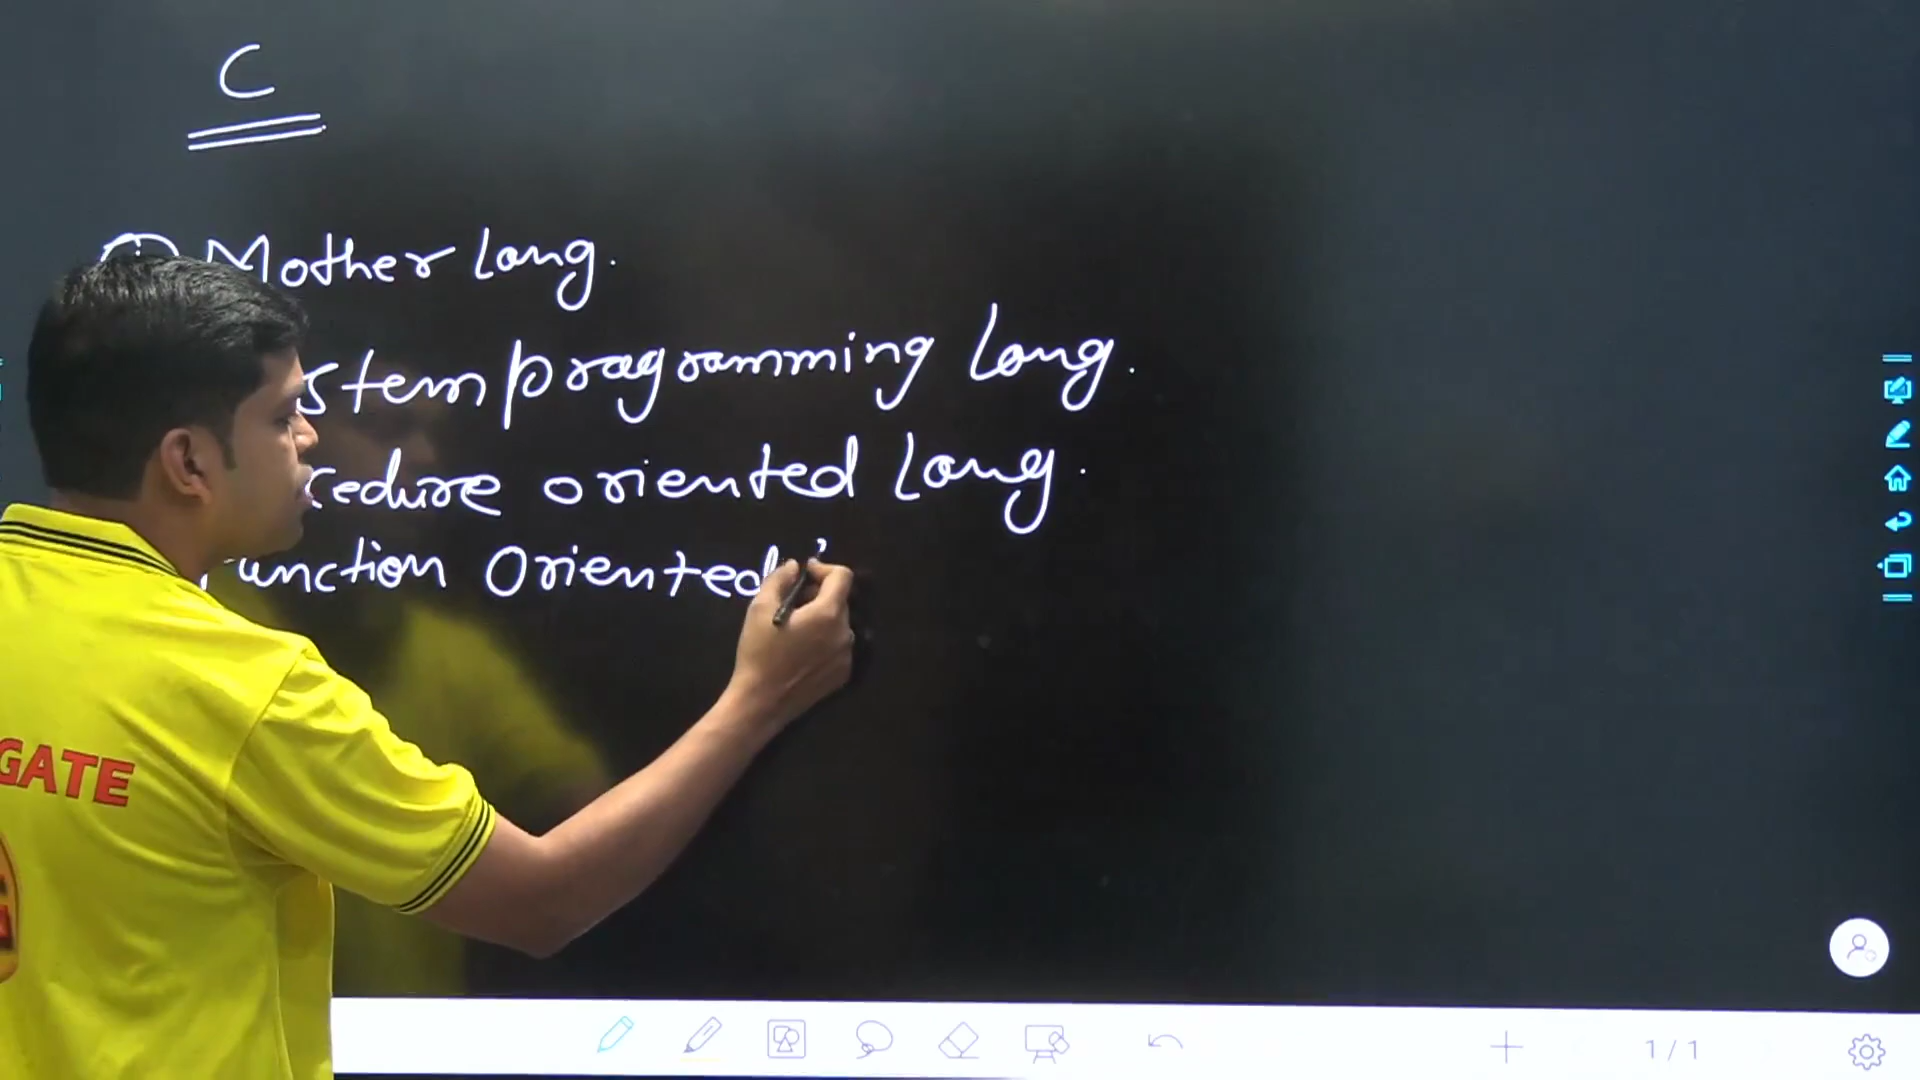 C
Mother Lang.
stem programming Lang.
cedure oriented Lang.
unction Oriented
GATE
1 / 1